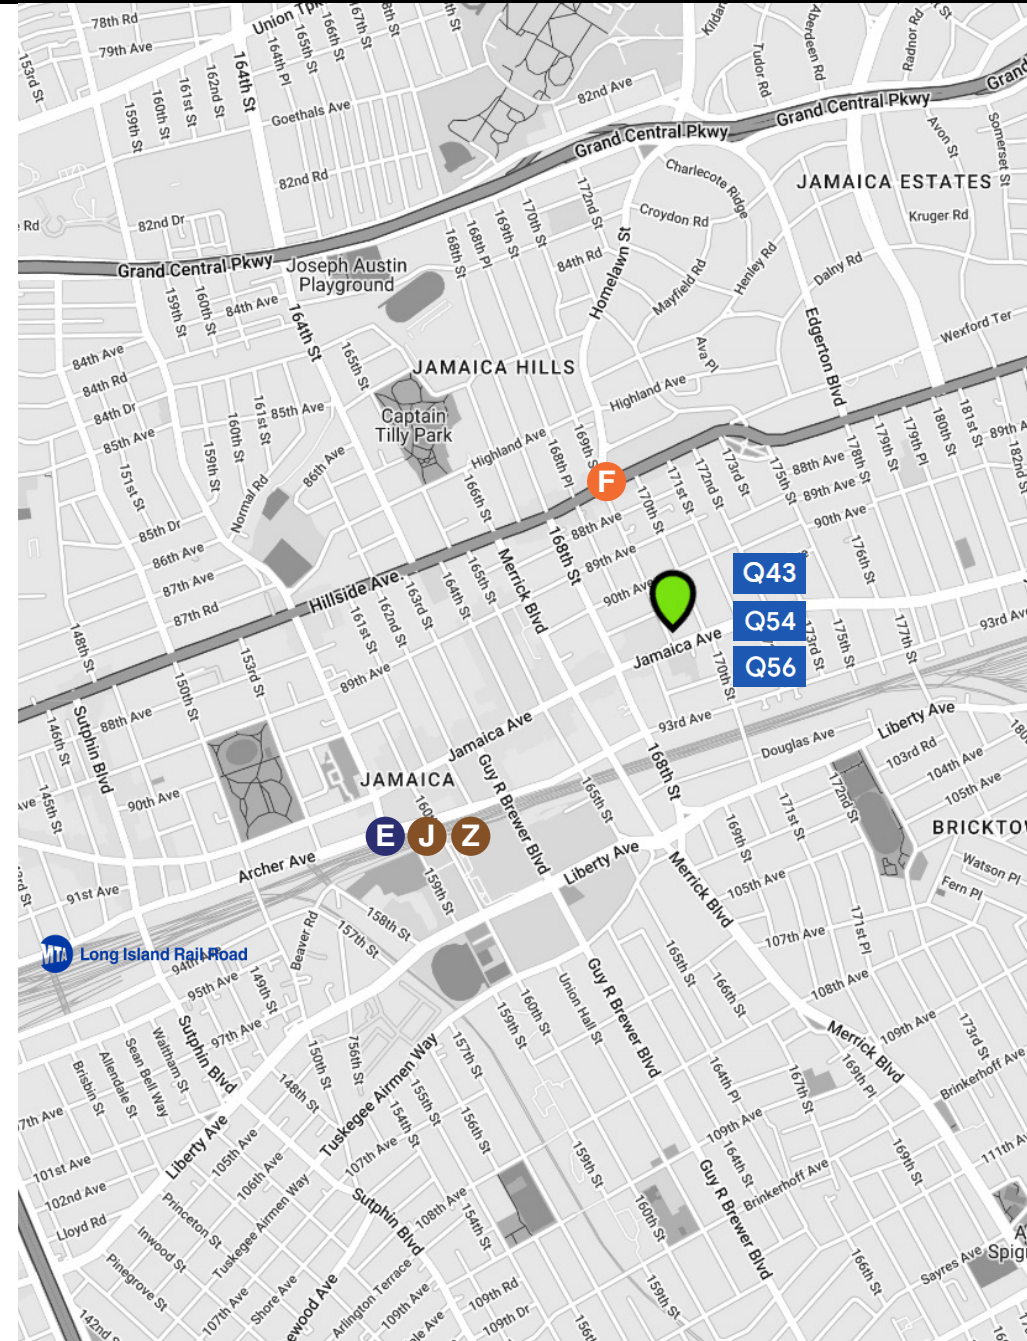 78th Rd
Union Tpk
167th St
168th St
166th St
165th St
164th Pl
79th Ave
153rd St
164th St
162nd St
161st St
160th St
159th St
Goethals Ave
82nd Ave
Tudor Rd
Aberdeen Rd
Radnor Rd
Grand
Grand Central Pkwy
Grand Central Pkwy
Avon St
Somerset St
82nd Rd
Charlecote Ridge
JAMAICA ESTATES
172nd St
170th St
169th St
168th Pl
168th St
Croydon Rd
Kruger Rd
Rd
82nd Dr
84th Rd
Homelawn St
Henley Rd
Dalny Rd
Mayfield Rd
Grand Central Pkwy
Joseph Austin
Playground
159th St
160th St
84th Ave
164th St
Edgerton Blvd
Wexford Ter
Ava Pl
165th St
84th Ave
84th Rd
84th Dr
85th Ave
JAMAICA HILLS
Highland Ave
161st St
160th St
85th Ave
Captain
Tilly Park
Highland Ave
169th S
168th Pl
166th St
159th St
151st St
86th Ave
Normal Rd
178th St
179th St
179th Pl
180th St
181st St
89th A
182nd St
F
170th St
171st St
172nd St
173rd St
175th St
88th Ave
89th Ave
90th Ave
85th Dr
86th Ave
87th Ave
87th Rd
88th Ave
89th Ave
90th Ave
168th St
Merrick Blvd
165th St
164th St
163rd St
162nd St
161st St
Hillside Ave.
176th St
Q43
Q54
Q56
Jamaica Ave
170th St
173rd St
175th St
177th St
93rd Av
148th St
153rd St
150th St
89th Ave
146th St
Sutphin Blvd
88th Ave
93rd Ave
Douglas Ave
Liberty Ave
103rd Rd
104th Ave
105th Ave
180
Jamaica Ave
JAMAICA
Guy R Brewer Blvd
165th St
168th St
145th St
90th Ave
160
171st St
172nd St
169th St
BRICKTO
E
J
Z
Archer Ave
Liberty Ave
Merrick Blvd
105th Ave
Watson Pl
Fern Pl
91st Ave
159th St
158th St
157th St
Beaver Rd
107th Ave
171st Pl
MTA
Long Island Rail Road
94th Ave
95th Ave
149th St
97th Ave
165th St
166th St
108th Ave
109th Ave
173rd St
Guy R Brewer Blvd
Union Hall St
160th St
159th St
Sutphin Blvd
Waltham St
Sean Bell Way
Allendale St
Brisbin St
150th St
756th St
Tuskegee Airmen Way
157th St
Merrick Blvd
169th Pl
167th St
164th Pl
Brinkerhoff Ave
148th St
155th St
154th St
156th St
109th Ave
169th St
111th A
7th Ave
101st Ave
102nd Ave
Lloyd Rd
Liberty Ave
105th Ave
106th Ave
107th Ave
159th St
164th St
Brinkerhoff Ave
Princeton St
Inwood St
Pinegrove St
Tuskegee Airmen Way
Sutphin Blvd
108th Ave
154th St
160th St
Guy R Brewer Blvd
166th St
Sayres Ave
Spigr
142nd S
107th Ave
Shore Ave
ewood Ave
Arlington Terrace
109th Ave
109th Rd
109th Dr
156t
159th St